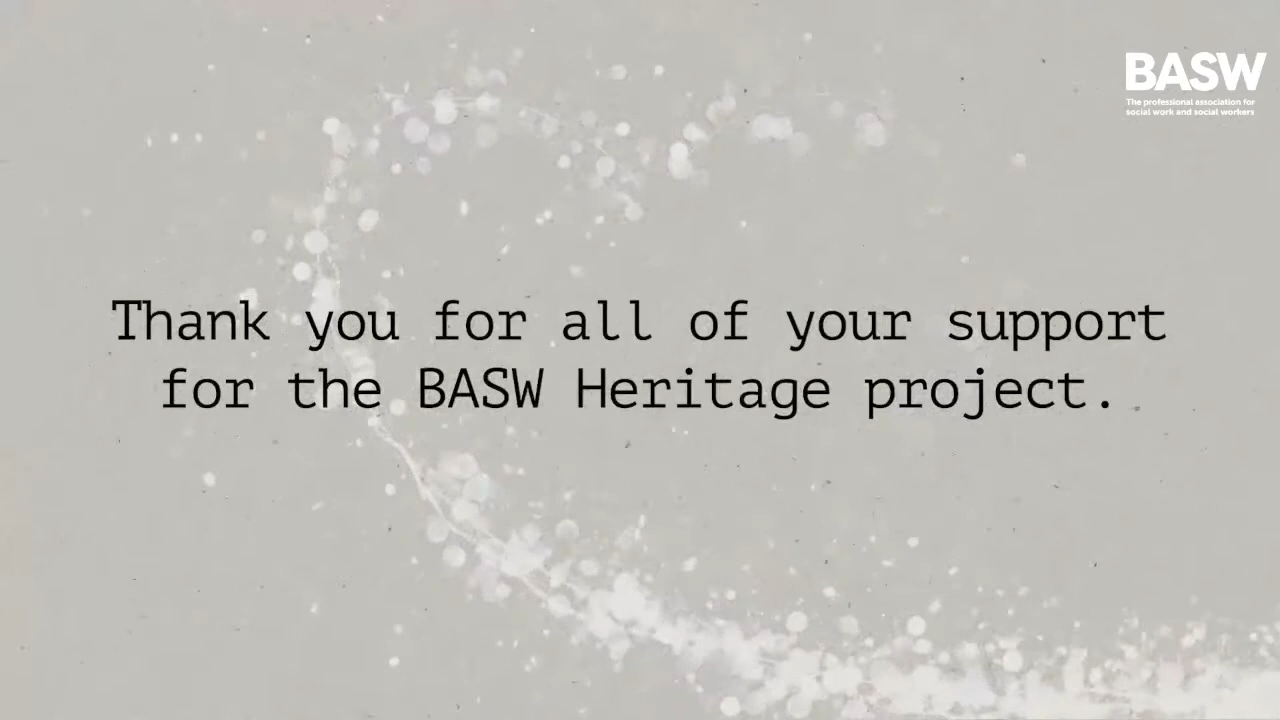 BASW
The professional association for
social work and social workers
Thank you for all of your support
for the BASW Heritage project.